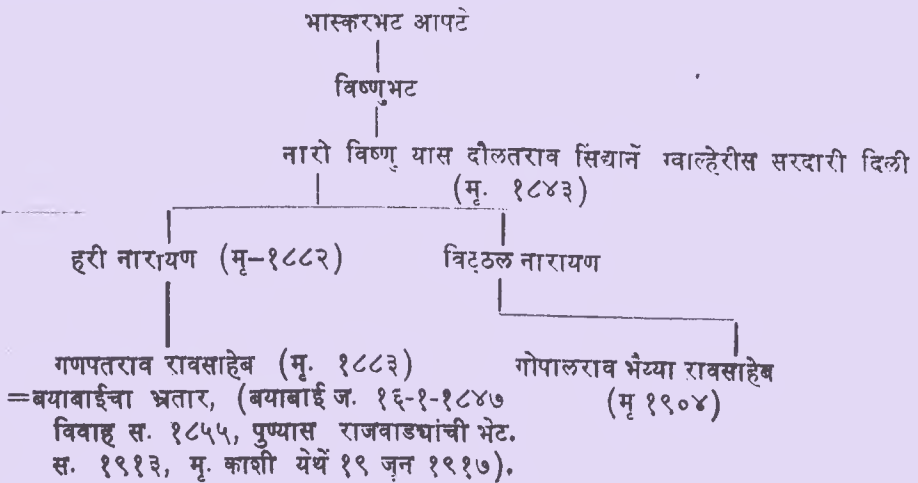 भास्करभट आपटे
विष्णुभट
नारो विष्णु यास दौलतराव सिंद्यानें ग्वाल्हेरीस सरदारी दिली
(मृ. १८४३)
हरी नारायण (मृ-१८८२) विट्ठल नारायण
गणपतराव रावसाहेब (मृ. १८८३) गोपाळराव भैय्या रावसाहेब
=बयाबाईचा भ्रतार, (बयाबाई ज. १६-१-१८४७ (मृ १९०४)
विवाह स. १८५५, पुण्यास राजवाड्यांची भेट.
स. १९१३, मृ. काशी येथें १९ जून १९१७).